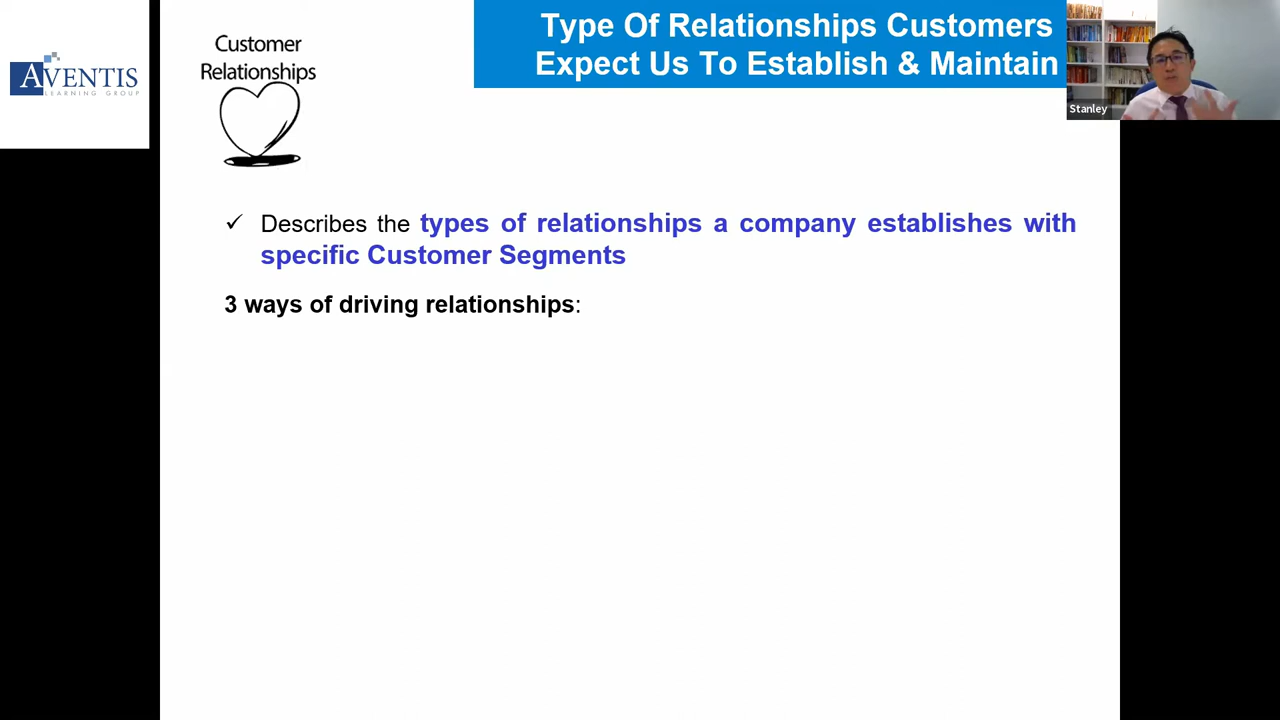 AVENTIS
LEARNING GROUP
Customer
Relationships
Type Of Relationships Customers
Expect Us To Establish & Maintain
Stanley
✓ Describes the types of relationships a company establishes with
specific Customer Segments
3 ways of driving relationships: